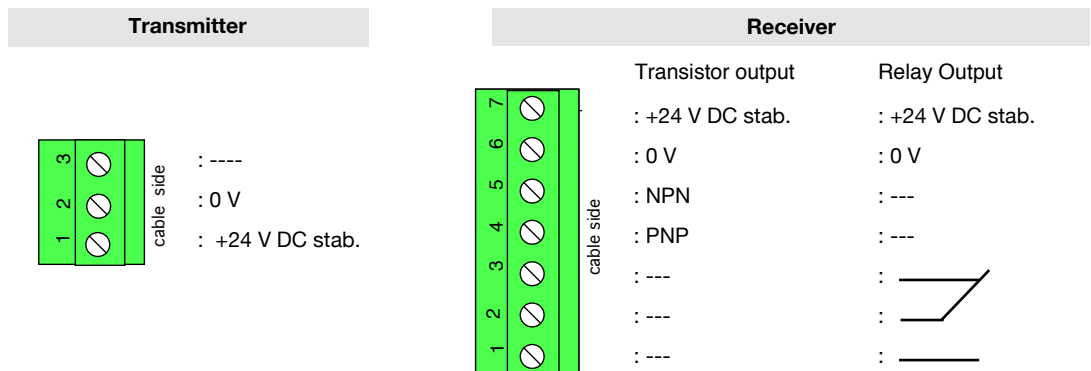 Transmitter
3 : ----
2 : 0 V
1 : +24 V DC stab.
cable side
Receiver
Transistor output Relay Output
7 : +24 V DC stab. : +24 V DC stab.
6 : 0 V : 0 V
5 : NPN : ---
4 : PNP : ---
3 : --- :
2 : --- :
1 : --- :
cable side